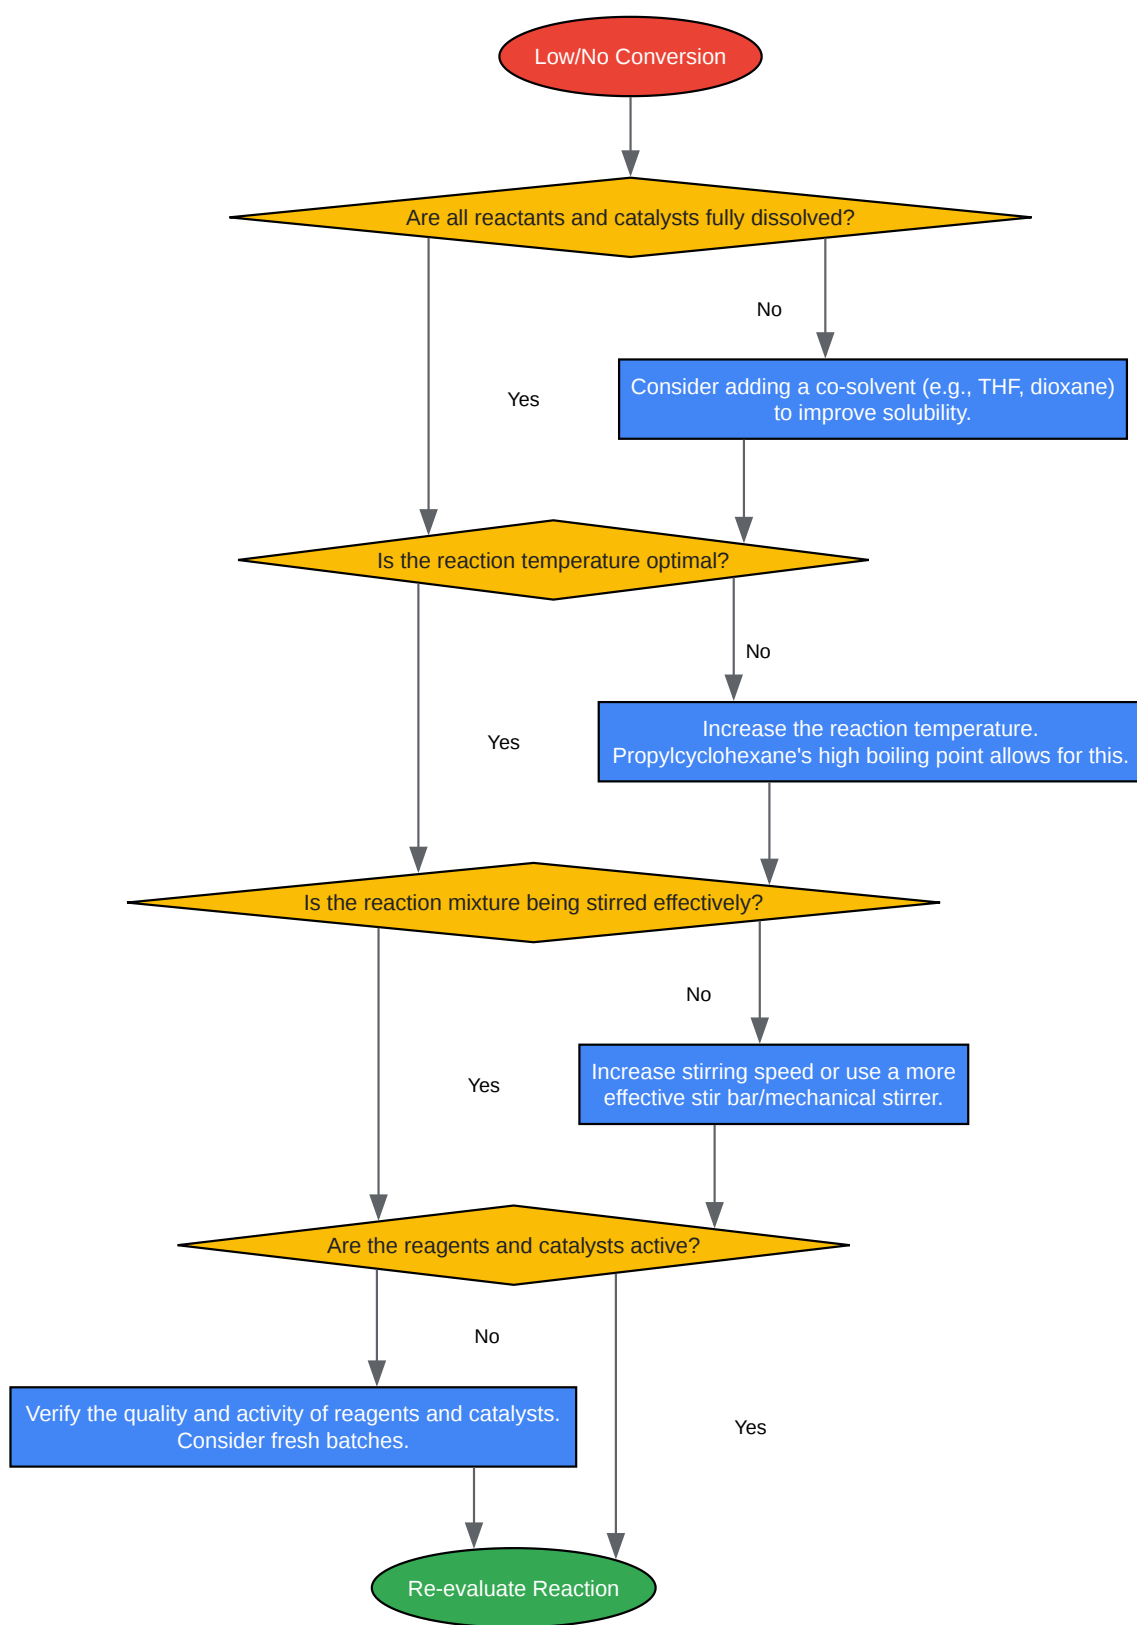 Low/No Conversion
Are all reactants and catalysts fully dissolved?
No
Consider adding a co-solvent (e.g., THF, dioxane)
to improve solubility.
Yes
Is the reaction temperature optimal?
No
Increase the reaction temperature.
Propylcyclohexane's high boiling point allows for this.
Yes
Is the reaction mixture being stirred effectively?
No
Increase stirring speed or use a more
effective stir bar/mechanical stirrer.
Yes
Are the reagents and catalysts active?
No
Verify the quality and activity of reagents and catalysts.
Consider fresh batches.
Yes
Re-evaluate Reaction